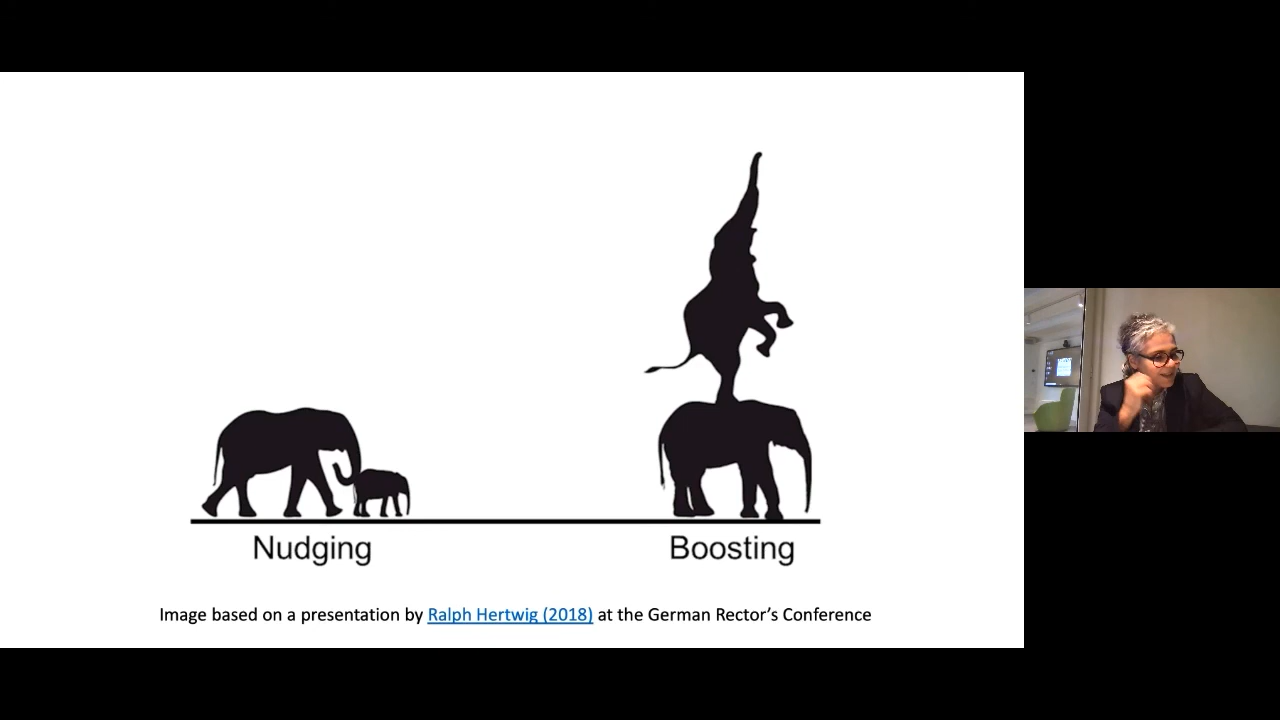 Nudging
Boosting
Image based on a presentation by Ralph Hertwig (2018) at the German Rector's Conference